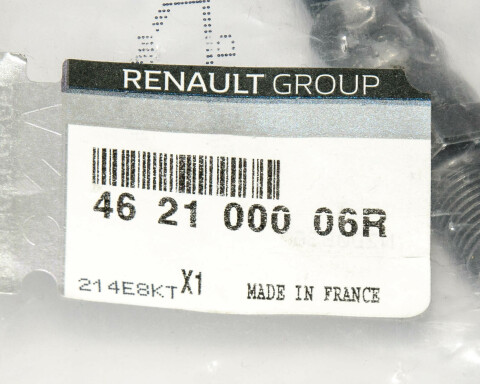 RENAULT GROUP
46 21 000 06R
214E8KT X1 MADE IN FRANCE